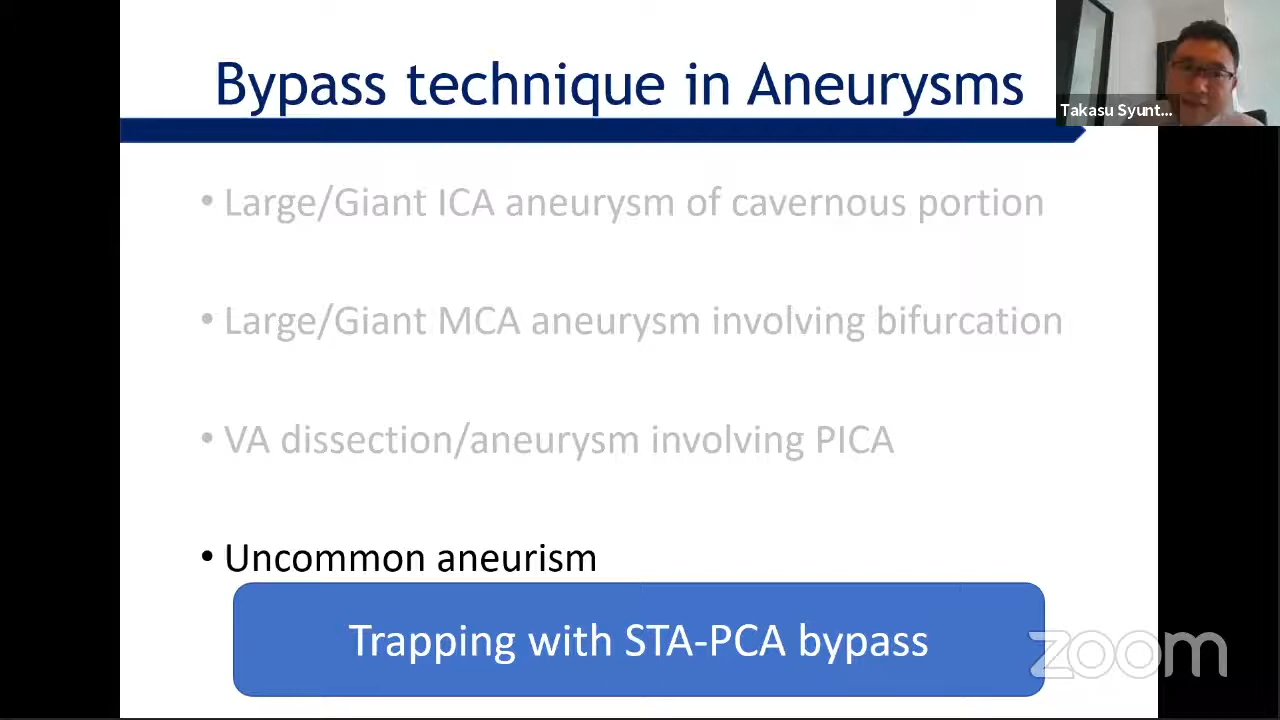 Bypass technique in Aneurysms
Takasu Syunt...
• Large/Giant ICA aneurysm of cavernous portion
• Large/Giant MCA aneurysm involving bifurcation
• VA dissection/aneurysm involving PICA
• Uncommon aneurism
Trapping with STA-PCA bypass
zoom